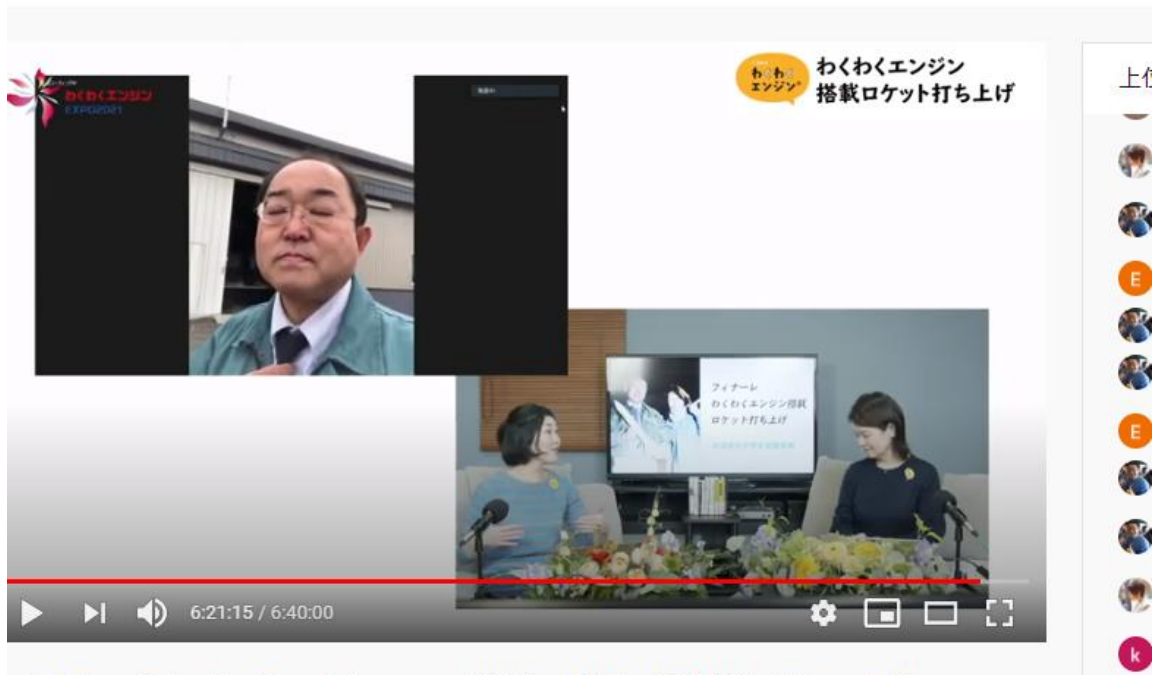 わくわくエンジン
EXPO2021
わくわく
エンジン®
わくわくエンジン
搭載ロケット打ち上げ
フィナーレ
わくわくエンジン搭載
ロケット打ち上げ
6:21:15 / 6:40:00
上位
E
E
k